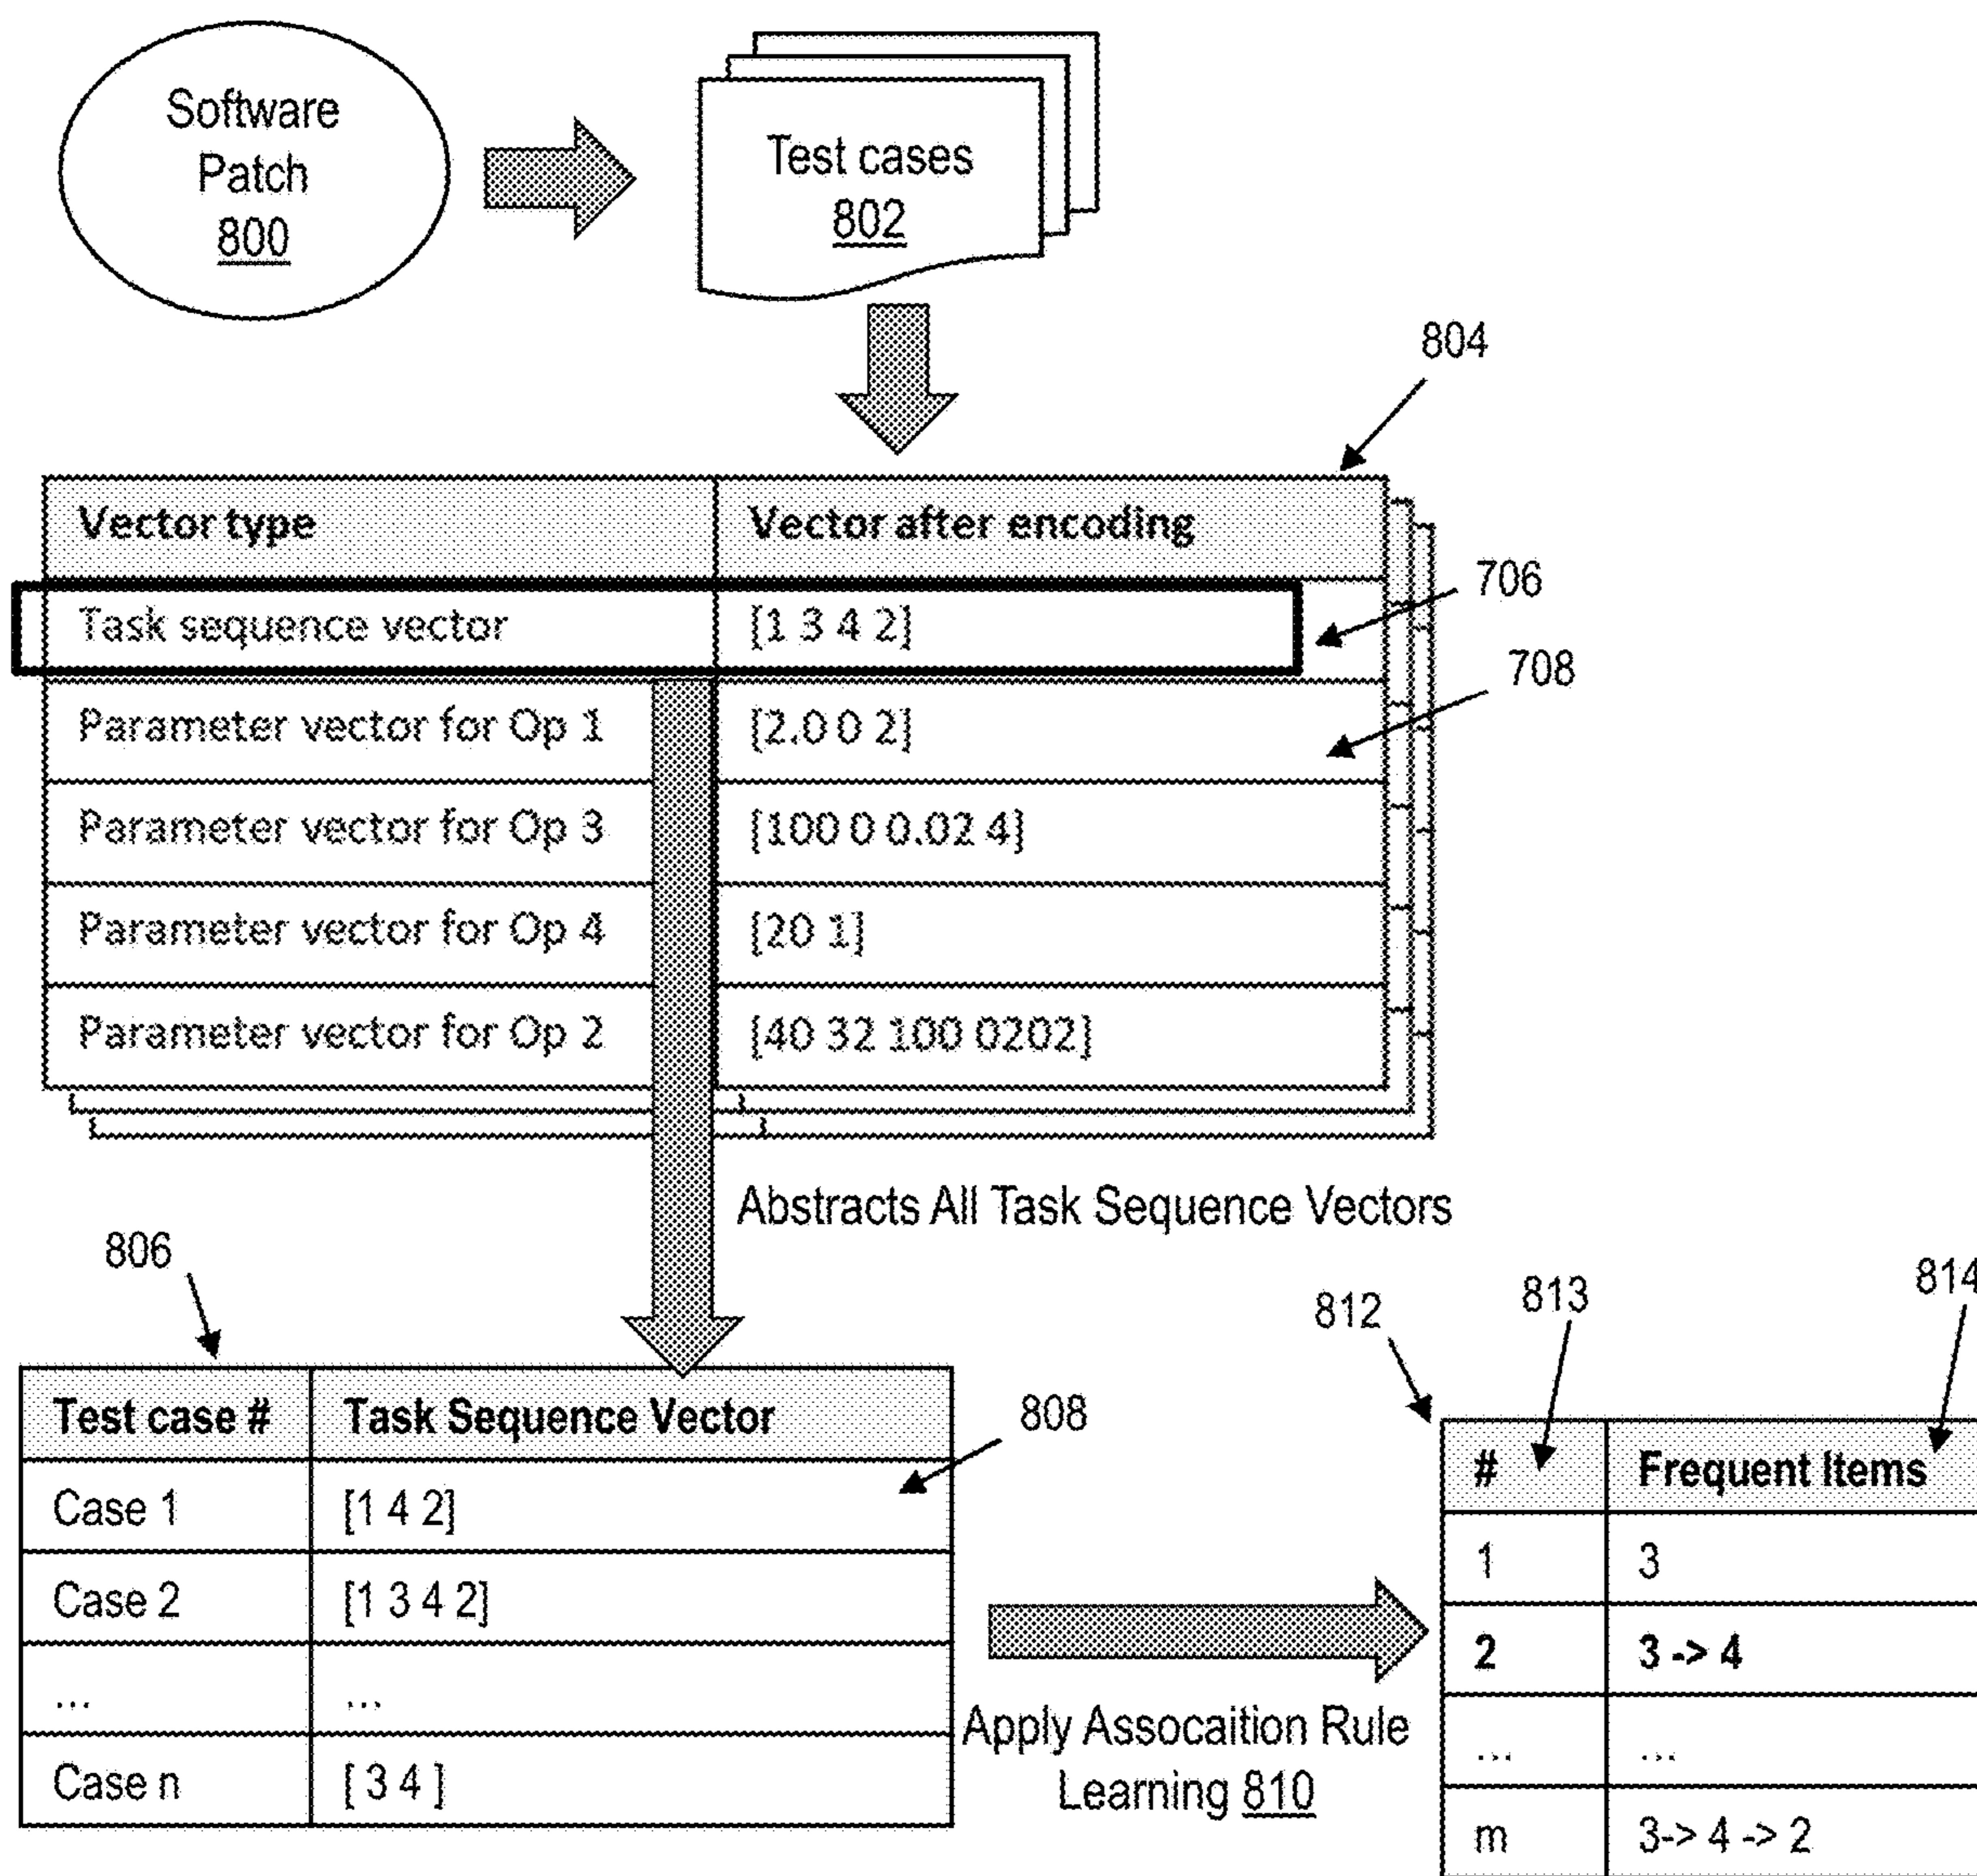 Software
Patch
800
Test cases
802
804
Vector type Vector after encoding
706
Task sequence vector [1 3 4 2]
708
Parameter vector for Op 1 [2.0 0 2]
Parameter vector for Op 3 [100 0 0.02 4]
Parameter vector for Op 4 [20 1]
Parameter vector for Op 2 [40 32 100 0202]
Abstracts All Task Sequence Vectors
806
812
813
814
Test case # Task Sequence Vector
808
Case 1 [1 4 2]
Case 2 [1 3 4 2]
... ...
Case n [ 3 4 ]
Apply Assocaition Rule
Learning 810
# Frequent Items
1 3
2 3 -> 4
... ...
m 3-> 4 -> 2